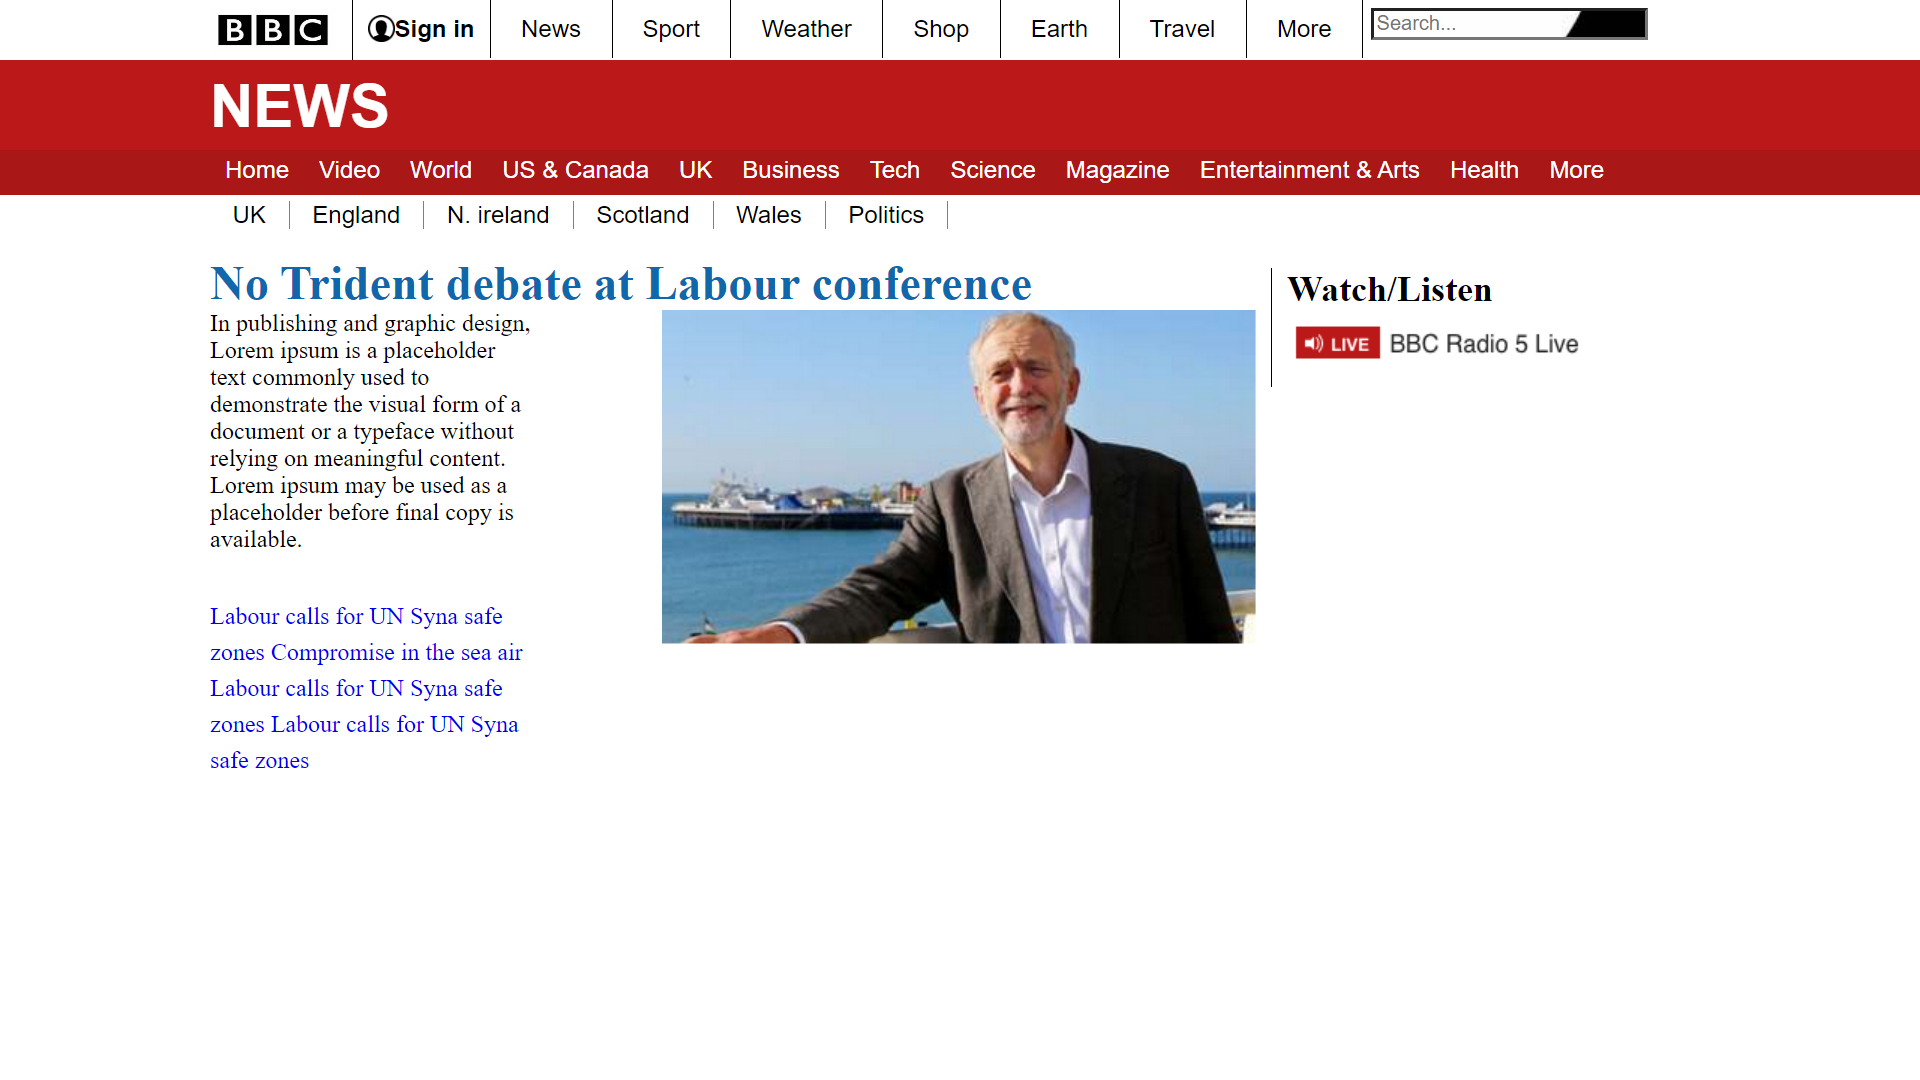 BBC Sign in News Sport Weather Shop Earth Travel More Search...
NEWS
Home Video World US & Canada UK Business Tech Science Magazine Entertainment & Arts Health More
UK England N. ireland Scotland Wales Politics
No Trident debate at Labour conference
In publishing and graphic design,
Lorem ipsum is a placeholder
text commonly used to
demonstrate the visual form of a
document or a typeface without
relying on meaningful content.
Lorem ipsum may be used as a
placeholder before final copy is
available.
Labour calls for UN Syna safe
zones Compromise in the sea air
Labour calls for UN Syna safe
zones Labour calls for UN Syna
safe zones
Watch/Listen
LIVE BBC Radio 5 Live